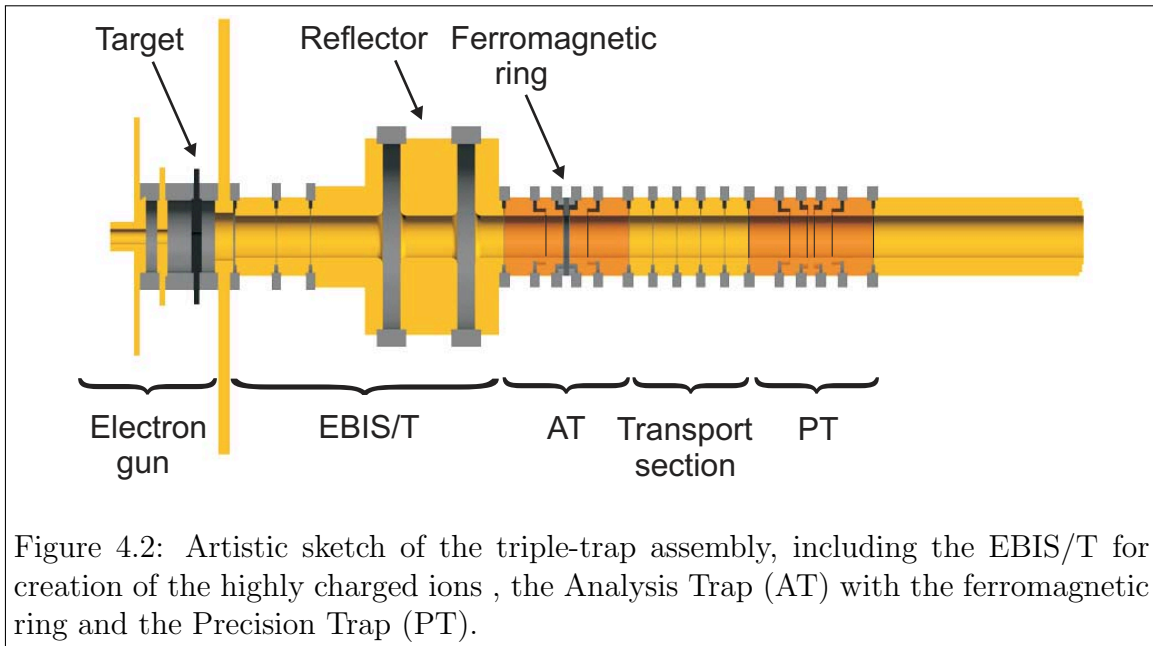 Target
Reflector
Ferromagnetic
ring
Electron
gun
EBIS/T
AT
Transport
section
PT
Figure 4.2: Artistic sketch of the triple-trap assembly, including the EBIS/T for
creation of the highly charged ions , the Analysis Trap (AT) with the ferromagnetic
ring and the Precision Trap (PT).